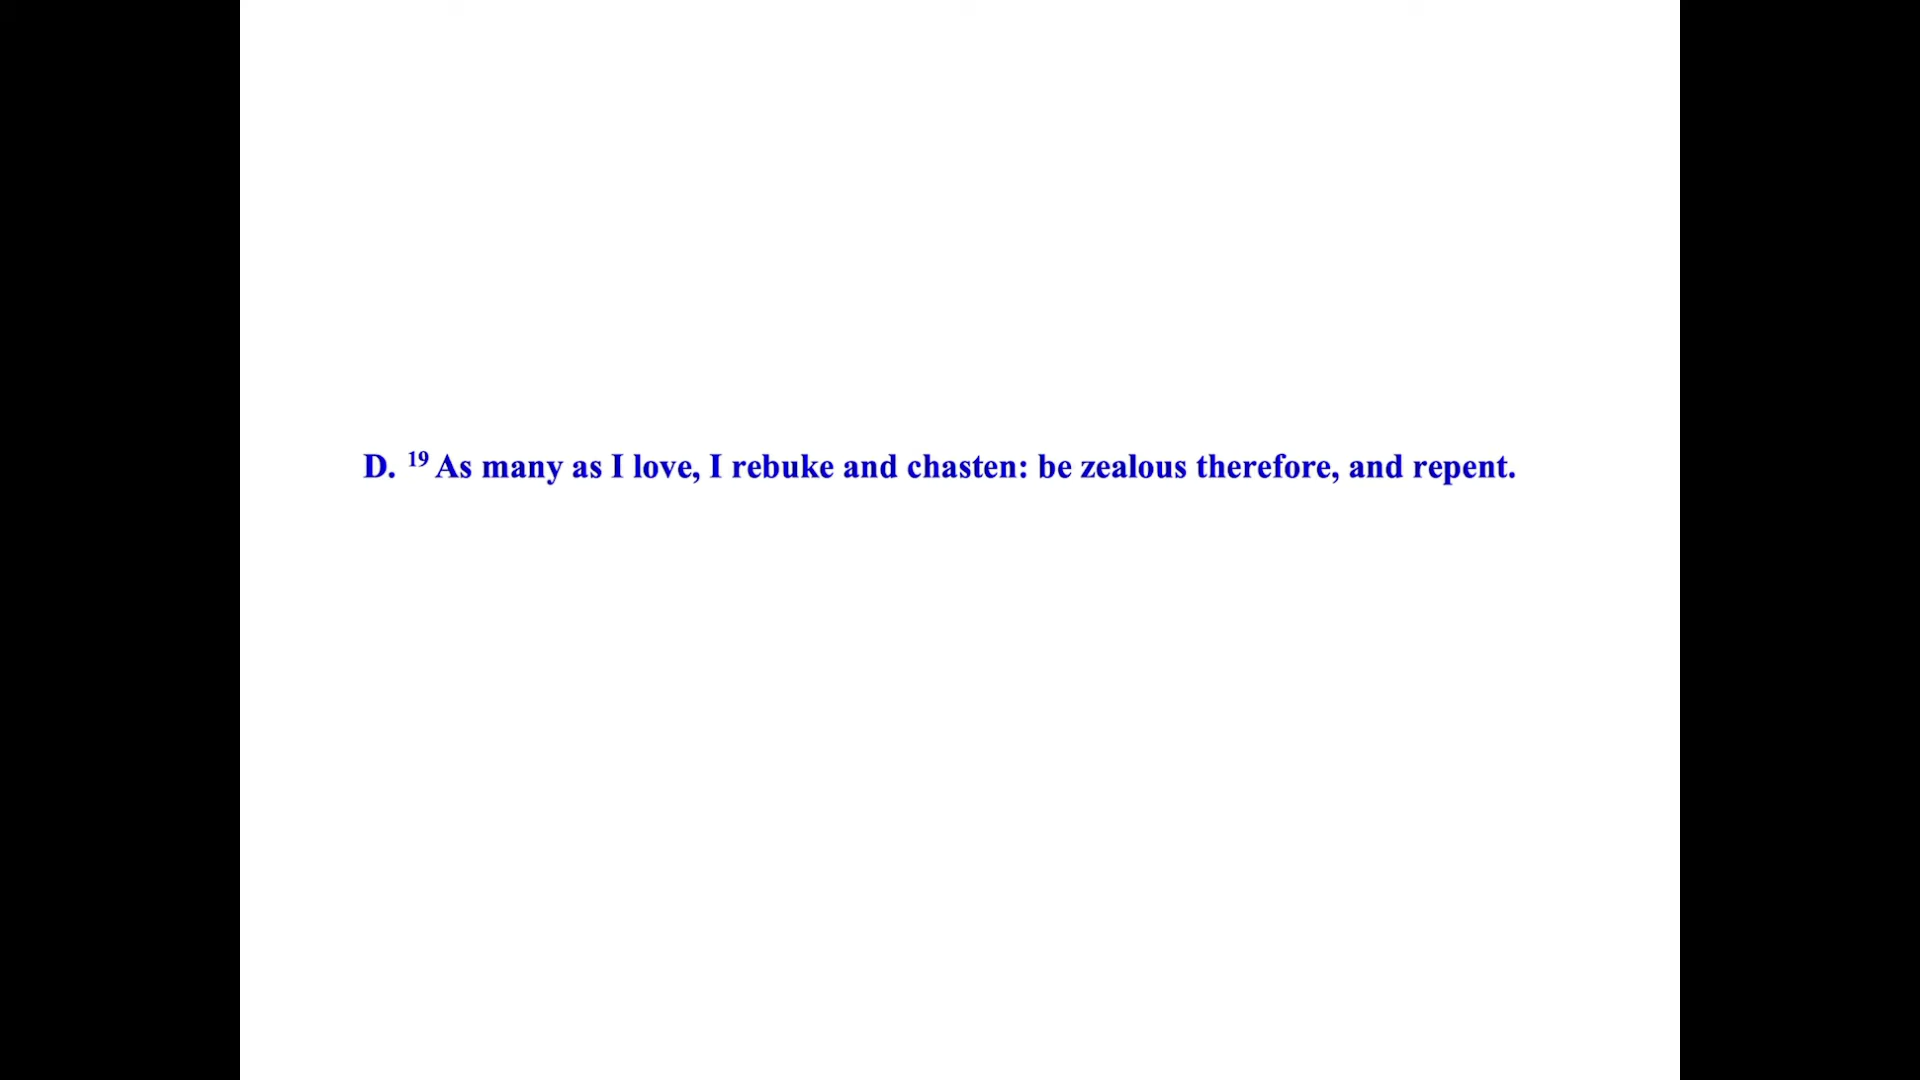 D. 19 As many as I love, I rebuke and chasten: be zealous therefore, and repent.